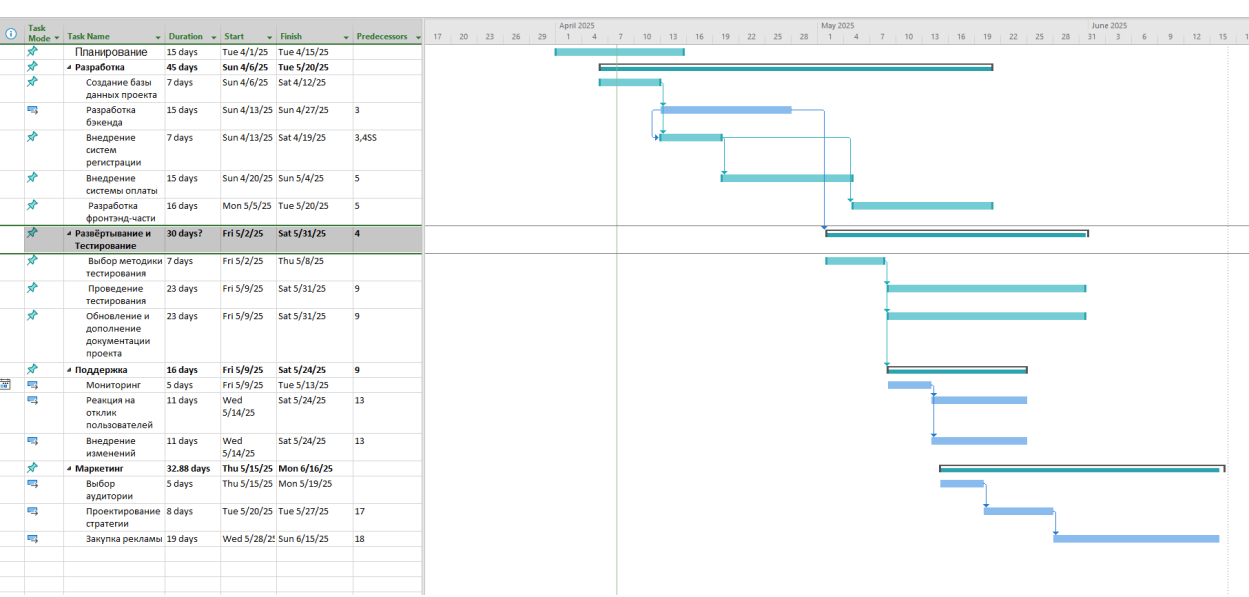 April 2025 May 2025 June 2025
Task Mode Task Name Duration Start Finish Predecessors 17 20 23 26 29 1 4 7 10 13 16 19 22 25 28 1 4 7 10 13 16 19 22 25 28 31 3 6 9 12 15
Ппанирование 15 days Tue 4/1/25 Tue 4/15/25
Разработка 45 days Sun 4/6/25 Tue 5/20/25
Создание базы 7 days Sun 4/6/25 Sat 4/12/25
данных проекта
Разработка 15 days Sun 4/13/25 Sun 4/27/25 3
бэкенда
Внедрение 7 days Sun 4/13/25 Sat 4/19/25 3,4SS
систем
регистрации
Внедрение 15 days Sun 4/20/25 Sun 5/4/25 5
системы оплаты
Разработка 16 days Mon 5/5/25 Tue 5/20/25 5
фронтэнд-части
Развёртывание и 30 days? Fri 5/2/25 Sat 5/31/25 4
Тестирование
Выбор методики 7 days Fri 5/2/25 Thu 5/8/25
тестирования
Проведение 23 days Fri 5/9/25 Sat 5/31/25 9
тестирования
Обновление и 23 days Fri 5/9/25 Sat 5/31/25 9
дополнение
документации
проекта
Поддержка 16 days Fri 5/9/25 Sat 5/24/25 9
Мониторинг 5 days Fri 5/9/25 Tue 5/13/25
Реакция на 11 days Wed Sat 5/24/25 13
отклик 5/14/25
пользователей
Внедрение 11 days Wed Sat 5/24/25 13
изменений 5/14/25
Маркетинг 32.88 days Thu 5/15/25 Mon 6/16/25
Выбор 5 days Thu 5/15/25 Mon 5/19/25
аудитории
Проектирование 8 days Tue 5/20/25 Tue 5/27/25 17
стратегии
Закупка рекламы 19 days Wed 5/28/25 Sun 6/15/25 18